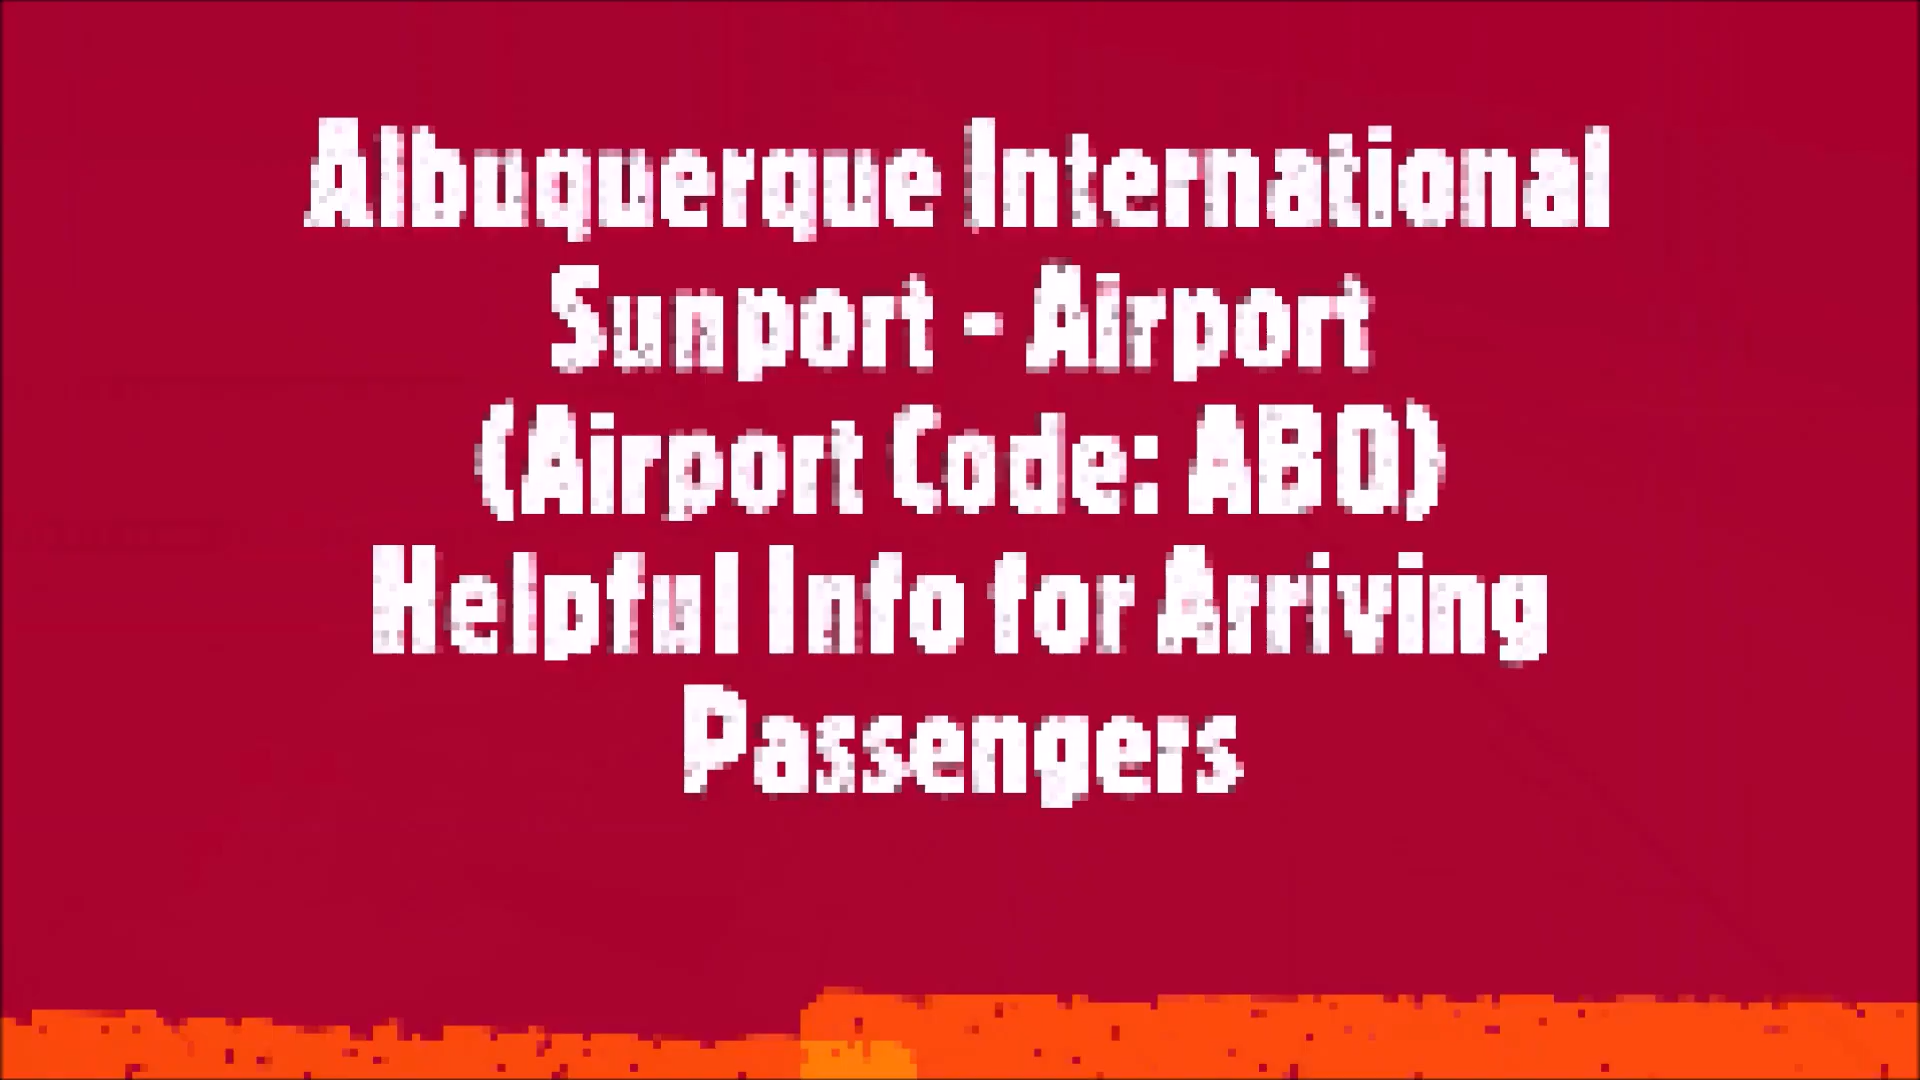 Albuquerque International
Sunport - Airport
(Airport Code: ABQ)
Helpful Info for Arriving
Passengers